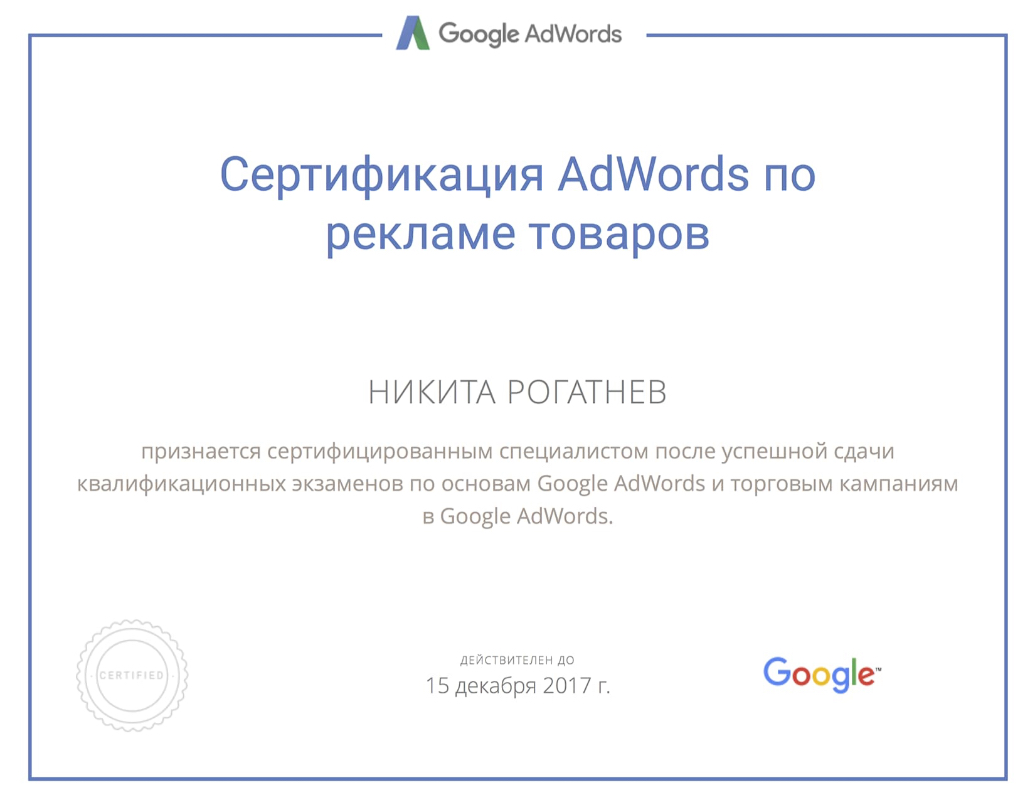 Google AdWords
Сертификация AdWords по
рекламе товаров
НИКИТА РОГАТНЕВ
признается сертифицированным специалистом после успешной сдачи
квалификационных экзаменов по основам Google AdWords и торговым кампаниям
в Google AdWords.
CERTIFIED
ДЕЙСТВИТЕЛЕН ДО
15 декабря 2017 г.
Google™